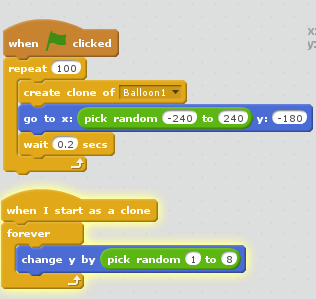 x:
y:
when clicked
repeat 100
create clone of Balloon1
go to x: pick random -240 to 240 y: -180
wait 0.2 secs
when I start as a clone
forever
change y by pick random 1 to 8